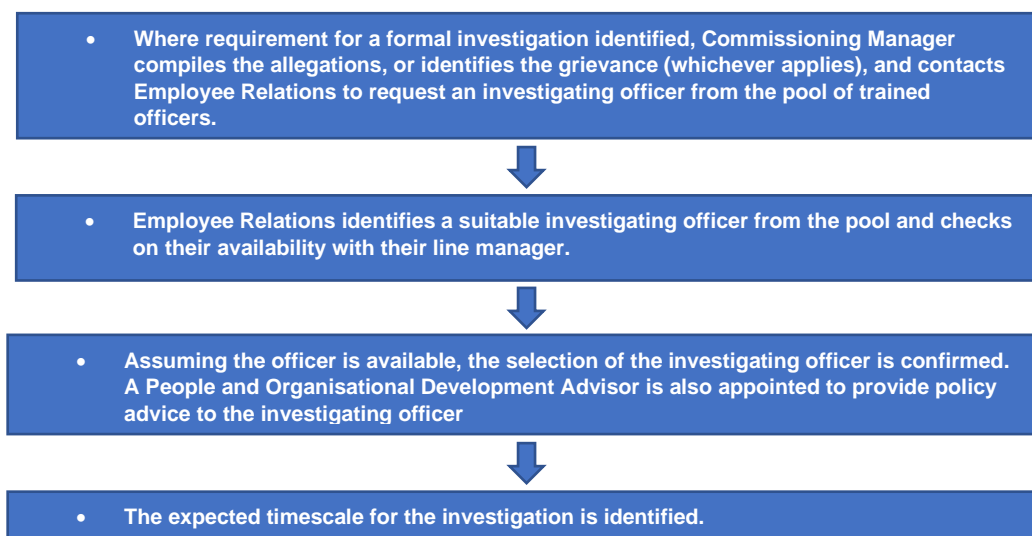 • Where requirement for a formal investigation identified, Commissioning Manager
compiles the allegations, or identifies the grievance (whichever applies), and contacts
Employee Relations to request an investigating officer from the pool of trained
officers.
• Employee Relations identifies a suitable investigating officer from the pool and checks
on their availability with their line manager.
• Assuming the officer is available, the selection of the investigating officer is confirmed.
A People and Organisational Development Advisor is also appointed to provide policy
advice to the investigating officer
• The expected timescale for the investigation is identified.